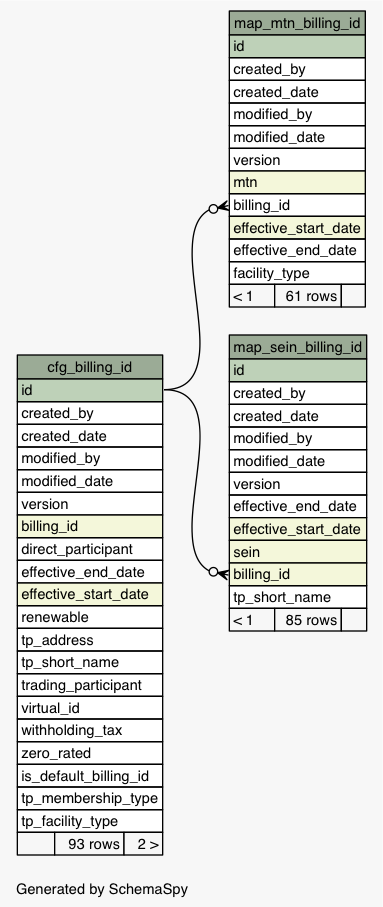 map_mtn_billing_id
id
created_by
created_date
modified_by
modified_date
version
mtn
billing_id
effective_start_date
effective_end_date
facility_type
< 1 61 rows
map_sein_billing_id
id
created_by
created_date
modified_by
modified_date
version
effective_end_date
effective_start_date
sein
billing_id
tp_short_name
< 1 85 rows
cfg_billing_id
id
created_by
created_date
modified_by
modified_date
version
billing_id
direct_participant
effective_end_date
effective_start_date
renewable
tp_address
tp_short_name
trading_participant
virtual_id
withholding_tax
zero_rated
is_default_billing_id
tp_membership_type
tp_facility_type
93 rows 2 >
Generated by SchemaSpy